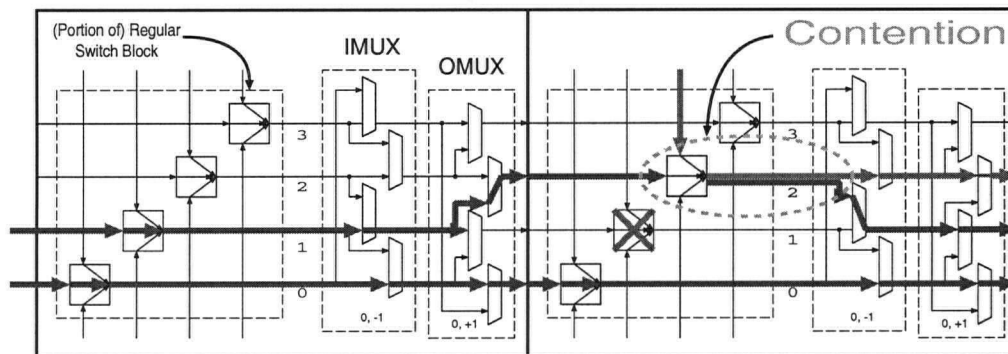 (Portion of) Regular
Switch Block
IMUX
OMUX
Contention
3
2
1
0
0, -1
0, +1
3
2
1
0
0, -1
0, +1